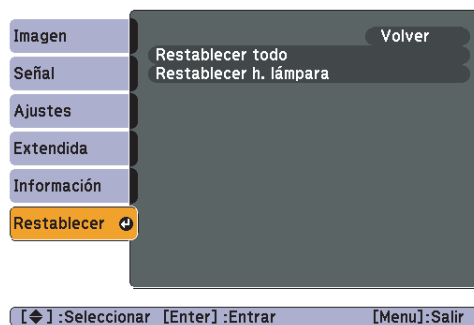 Imagen
Señal
Ajustes
Extendida
Información
Restablecer
Volver
Restablecer todo
Restablecer h. lámpara
[ ] :Seleccionar [Enter] :Entrar [Menu]:Salir